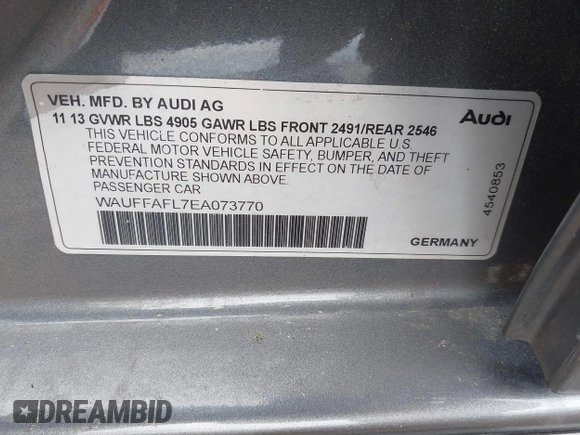 VEH. MFD. BY AUDI AG
11 13 GVWR LBS 4905 GAWR LBS FRONT 2491/REAR 2546
THIS VEHICLE CONFORMS TO ALL APPLICABLE U.S.
FEDERAL MOTOR VEHICLE SAFETY, BUMPER, AND THEFT
PREVENTION STANDARDS IN EFFECT ON THE DATE OF
MANUFACTURE SHOWN ABOVE.
PASSENGER CAR
WAUFFAFL7EA073770
Audi
4540853
GERMANY
DREAMBID